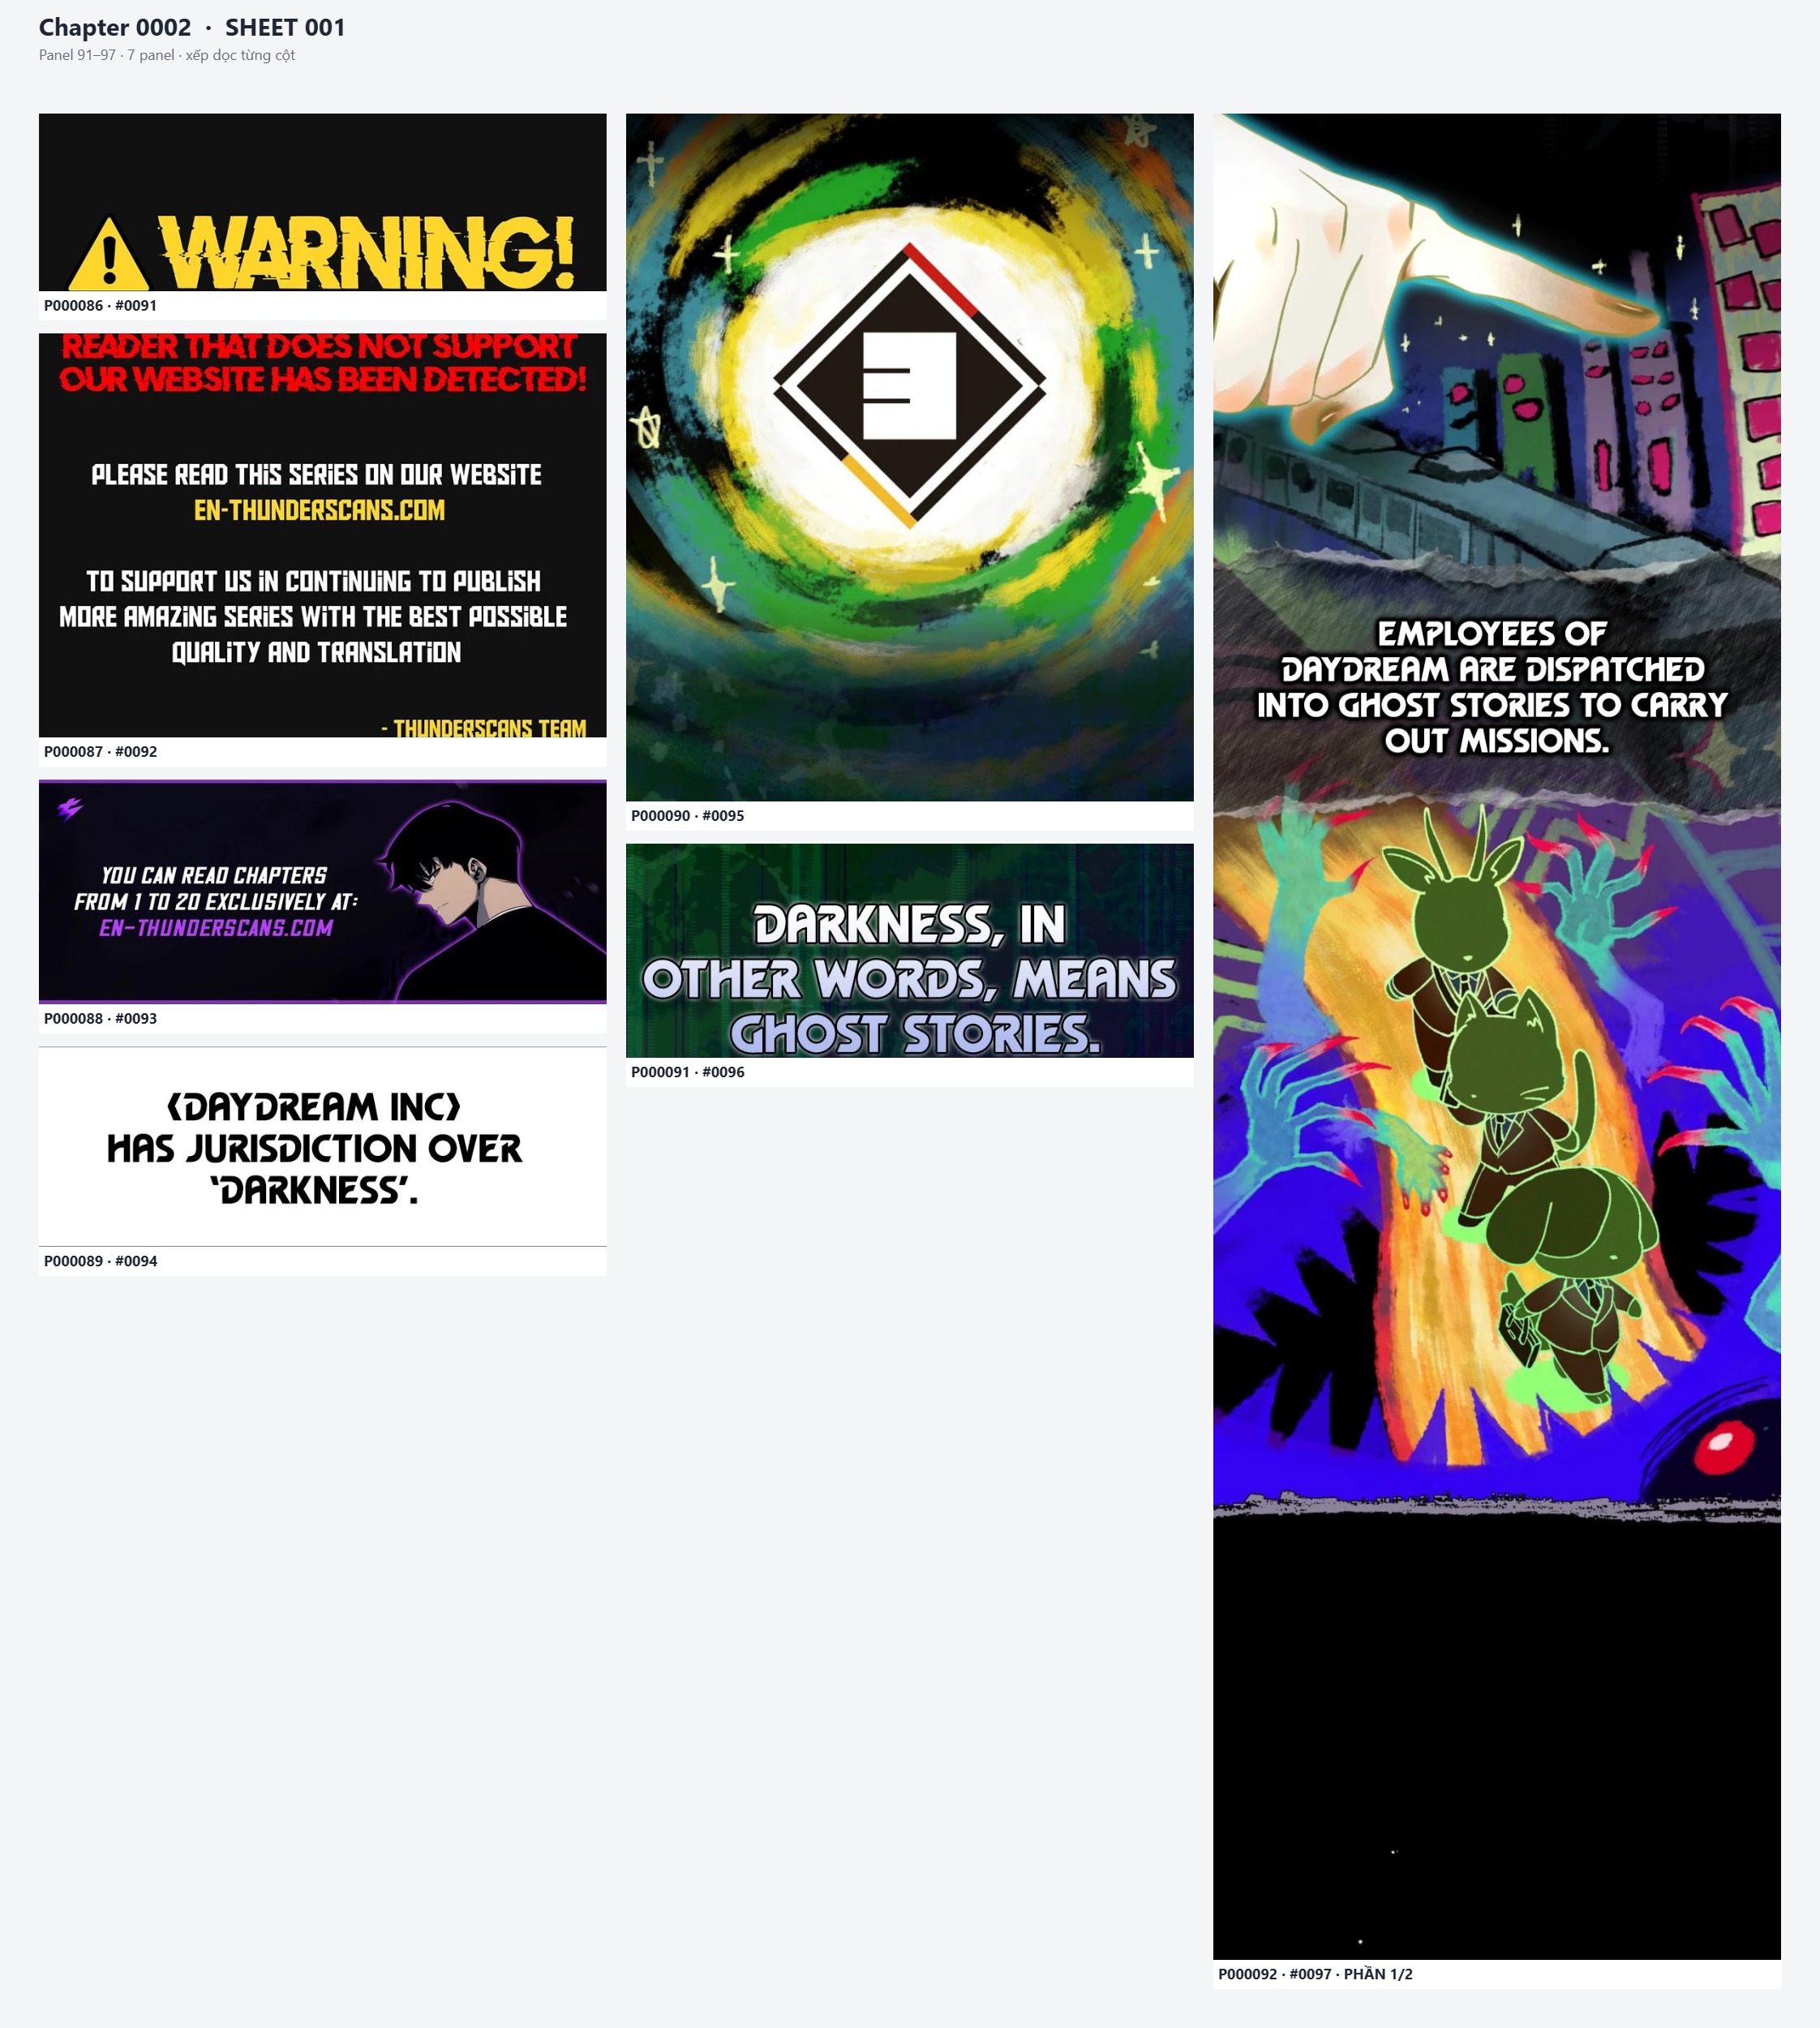 Chapter 0002 · SHEET 001
Panel 91–97 · 7 panel · xếp dọc từng cột
WARNING!
P000086 · #0091
READER THAT DOES NOT SUPPORT
OUR WEBSITE HAS BEEN DETECTED!
PLEASE READ THIS SERIES ON OUR WEBSITE
EN-THUNDERSCANS.COM
TO SUPPORT US IN CONTINUING TO PUBLISH
MORE AMAZING SERIES WITH THE BEST POSSIBLE
QUALITY AND TRANSLATION
- THUNDERSCANS TEAM
P000087 · #0092
YOU CAN READ CHAPTERS
FROM 1 TO 20 EXCLUSIVELY AT:
EN-THUNDERSCANS.COM
P000088 · #0093
<DAYDREAM INC>
HAS JURISDICTION OVER
'DARKNESS'.
P000089 · #0094
P000090 · #0095
DARKNESS, IN
OTHER WORDS, MEANS
GHOST STORIES.
P000091 · #0096
EMPLOYEES OF
DAYDREAM ARE DISPATCHED
INTO GHOST STORIES TO CARRY
OUT MISSIONS.
P000092 · #0097 · PHẦN 1/2